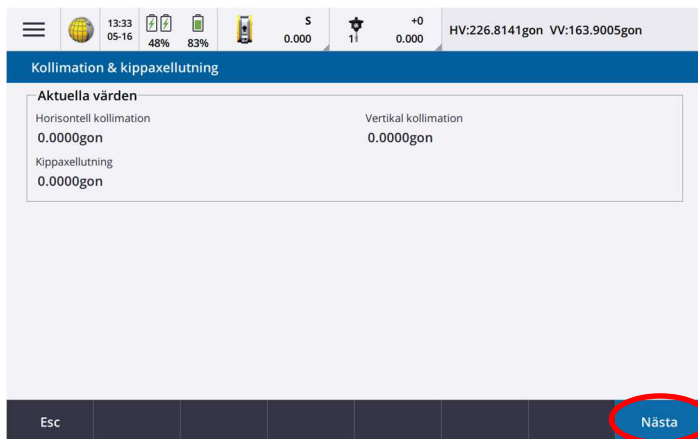 13:33
05-16
48%
83%
S
0.000
1
+0
0.000
HV:226.8141gon VV:163.9005gon
Kollimation & kippaxellutning
Aktuella värden
Horisontell kollimation
Vertikal kollimation
0.0000gon
0.0000gon
Kippaxellutning
0.0000gon
Esc
Nästa